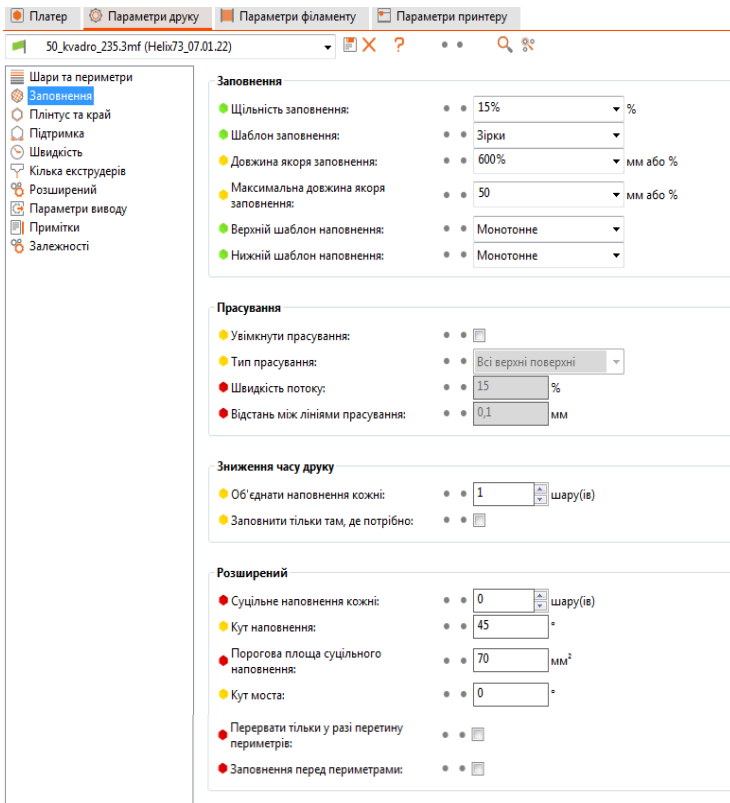 Платер
Параметри друку
Параметри філаменту
Параметри принтеру
50_kvadro_235.3mf (Helix73_07.01.22)
?
Шари та периметри
Заповнення
Плінтус та край
Підтримка
Швидкість
Кілька екструдерів
Розширений
Параметри виводу
Примітки
Залежності
Заповнення
Щільність заповнення: 15% %
Шаблон заповнення: Зірки
Довжина якоря заповнення: 600% мм або %
Максимальна довжина якоря
заповнення: 50 мм або %
Верхній шаблон наповнення: Монотонне
Нижній шаблон наповнення: Монотонне
Прасування
Увімкнути прасування:
Тип прасування: Всі верхні поверхні
Швидкість потоку: 15 %
Відстань між лініями прасування: 0,1 мм
Зниження часу друку
Об'єднати наповнення кожні: 1 шару(ів)
Заповнити тільки там, де потрібно:
Розширений
Суцільне наповнення кожні: 0 шару(ів)
Кут наповнення: 45 °
Порогова площа суцільного
наповнення: 70 мм²
Кут моста: 0 °
Перервати тільки у разі перетину
периметрів:
Заповнення перед периметрами: